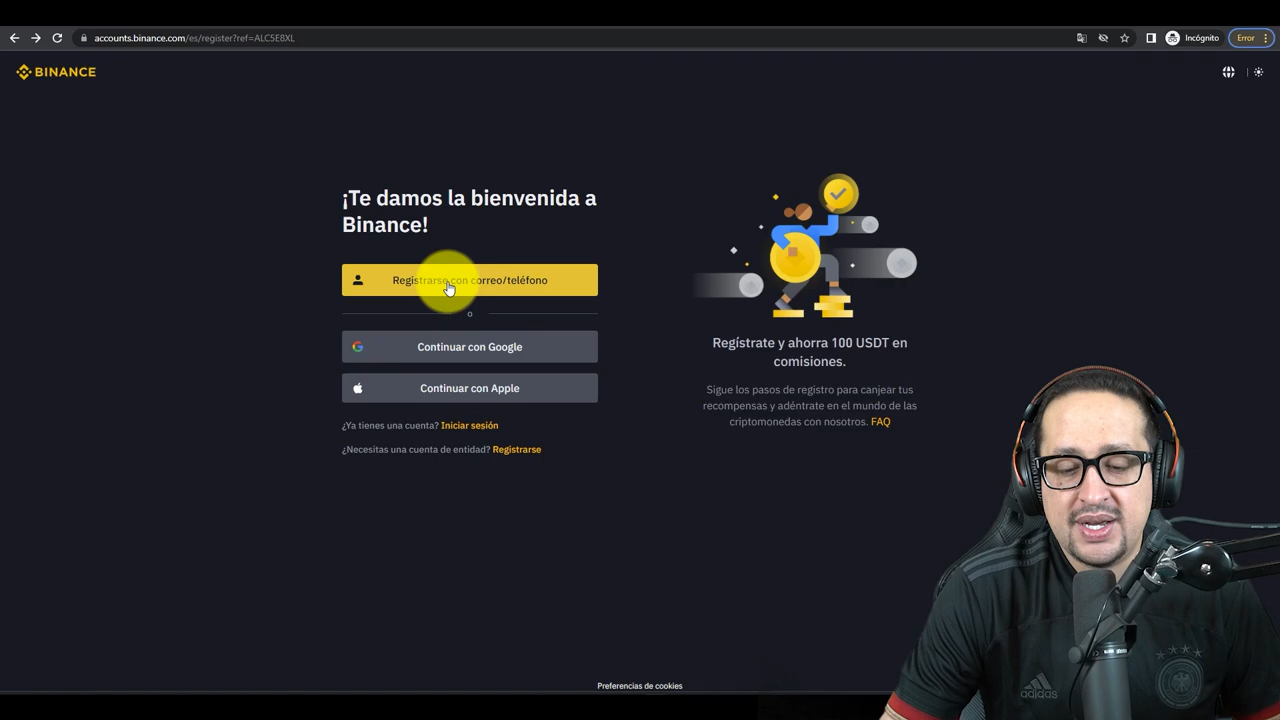 accounts.binance.com/es/register?ref=ALC5E8XL
Incógnito
Error
BINANCE
¡Te damos la bienvenida a
Binance!
Registrarse con correo/teléfono
o
Continuar con Google
Continuar con Apple
¿Ya tienes una cuenta? Iniciar sesión
¿Necesitas una cuenta de entidad? Registrarse
Regístrate y ahorra 100 USDT en
comisiones.
Sigue los pasos de registro para canjear tus
recompensas y adéntrate en el mundo de las
criptomonedas con nosotros. FAQ
adidas
Preferencias de cookies